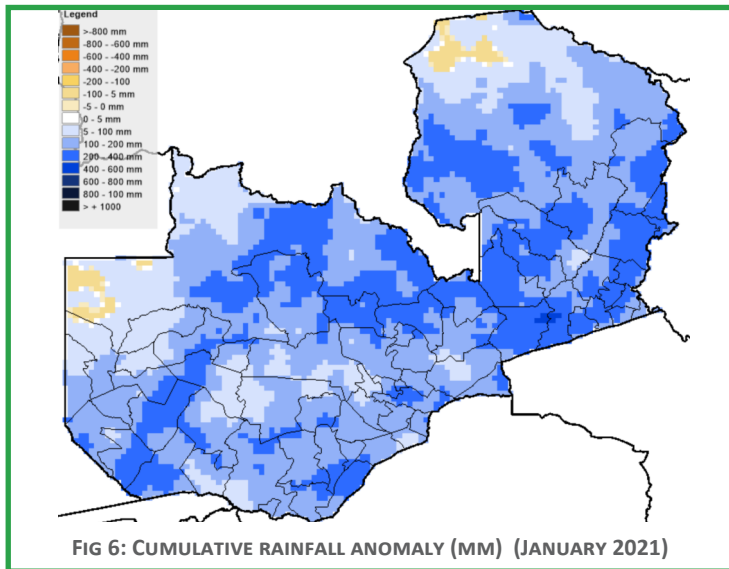 Legend
>-800 mm
-800 - -600 mm
-600 - -400 mm
-400 - -200 mm
-200 - -100
-100 - 5 mm
-5 - 0 mm
0 - 5 mm
5 - 100 mm
100 - 200 mm
200 - 400 mm
400 - 600 mm
600 - 800 mm
800 - 100 mm
> + 1000
FIG 6: CUMULATIVE RAINFALL ANOMALY (MM) (JANUARY 2021)